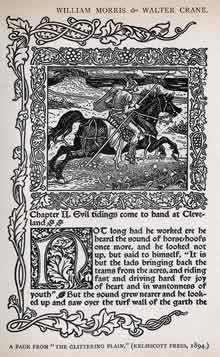 WILLIAM MORRIS & WALTER CRANE.
Chapter II. Evil tidings come to hand at Cleve-
land
NOT long had he worked ere he
heard the sound of horse-hoofs
once more, and he looked not
up, but said to himself, "It is
but the lads bringing back the
teams from the acres, and riding
fast and driving hard for joy
of heart and in wantonness of
youth" But the sound grew nearer and he look-
ed up and saw over the turf wall of the garth the
A PAGE FROM "THE GLITTERING PLAIN," (KELMSCOTT PRESS, 1894.)